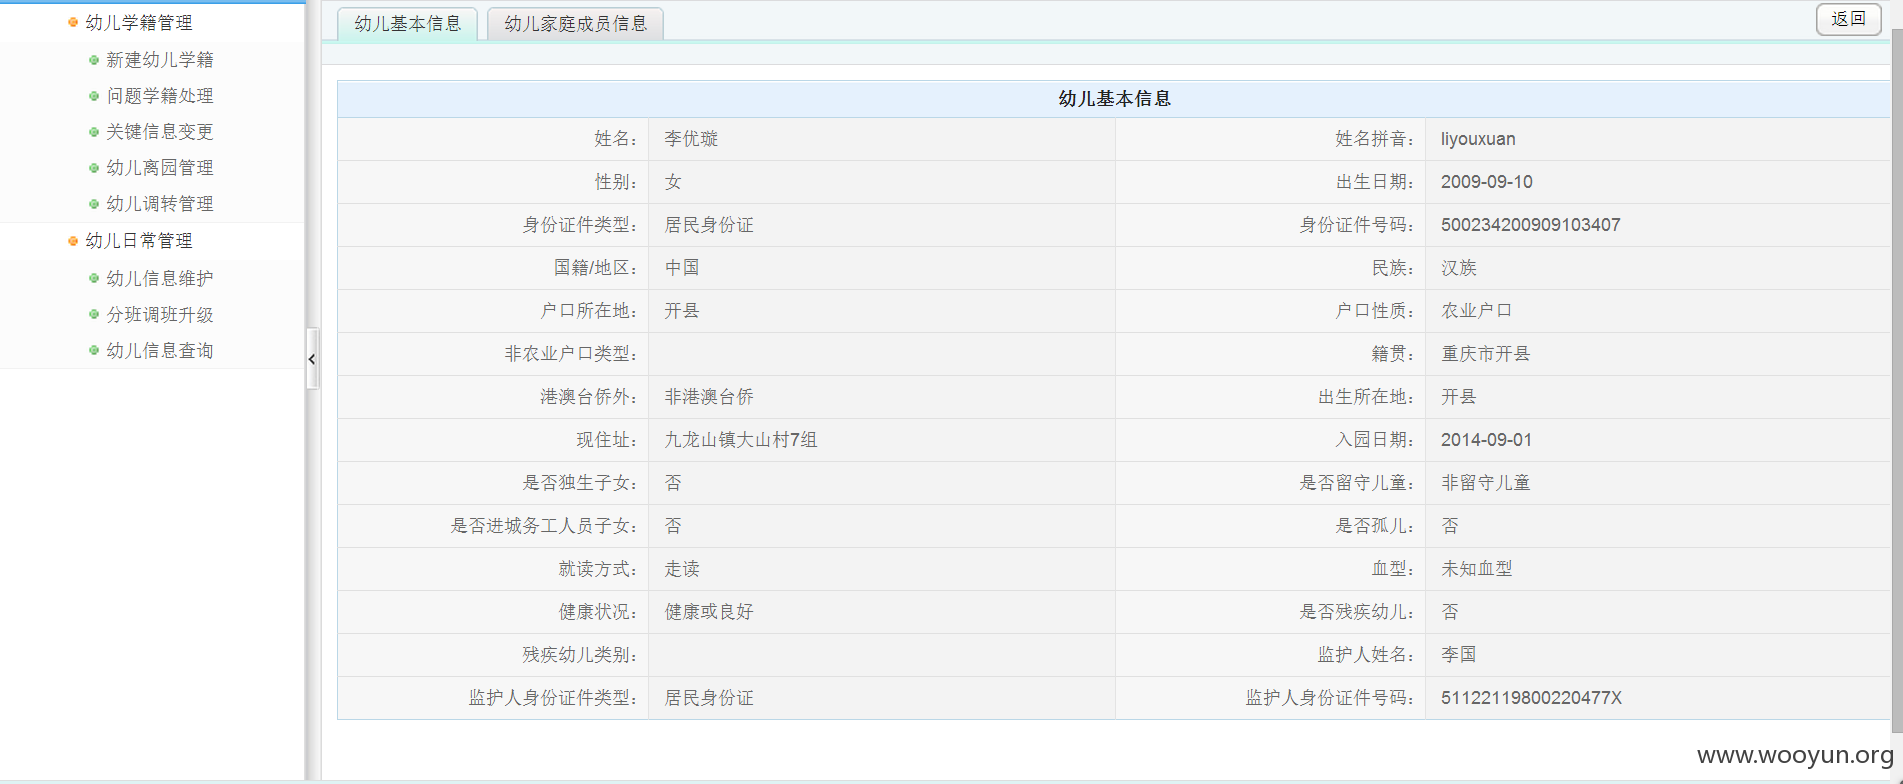 幼儿学籍管理
新建幼儿学籍
问题学籍处理
关键信息变更
幼儿离园管理
幼儿调转管理
幼儿日常管理
幼儿信息维护
分班调班升级
幼儿信息查询
幼儿基本信息 幼儿家庭成员信息 返回
幼儿基本信息
姓名： 李优璇 姓名拼音： liyouxuan
性别： 女 出生日期： 2009-09-10
身份证件类型： 居民身份证 身份证件号码： 500234200909103407
国籍/地区： 中国 民族： 汉族
户口所在地： 开县 户口性质： 农业户口
非农业户口类型： 籍贯： 重庆市开县
港澳台侨外： 非港澳台侨 出生所在地： 开县
现住址： 九龙山镇大山村7组 入园日期： 2014-09-01
是否独生子女： 否 是否留守儿童： 非留守儿童
是否进城务工人员子女： 否 是否孤儿： 否
就读方式： 走读 血型： 未知血型
健康状况： 健康或良好 是否残疾幼儿： 否
残疾幼儿类别： 监护人姓名： 李国
监护人身份证件类型： 居民身份证 监护人身份证件号码： 51122119800220477X
www.wooyun.org